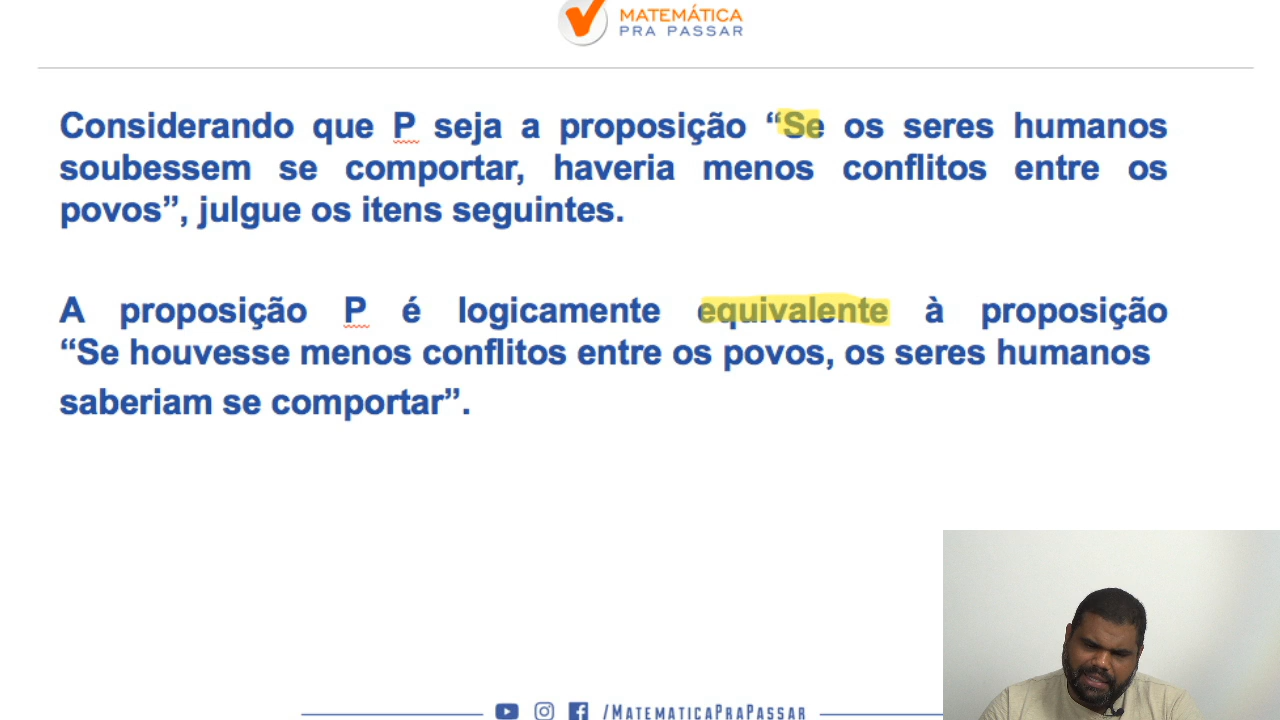 MATEMÁTICA
PRA PASSAR
Considerando que P seja a proposição “Se os seres humanos
soubessem se comportar, haveria menos conflitos entre os
povos”, julgue os itens seguintes.
A proposição P é logicamente equivalente à proposição
“Se houvesse menos conflitos entre os povos, os seres humanos
saberiam se comportar”.
/MATEMATICAPRAPASSAR